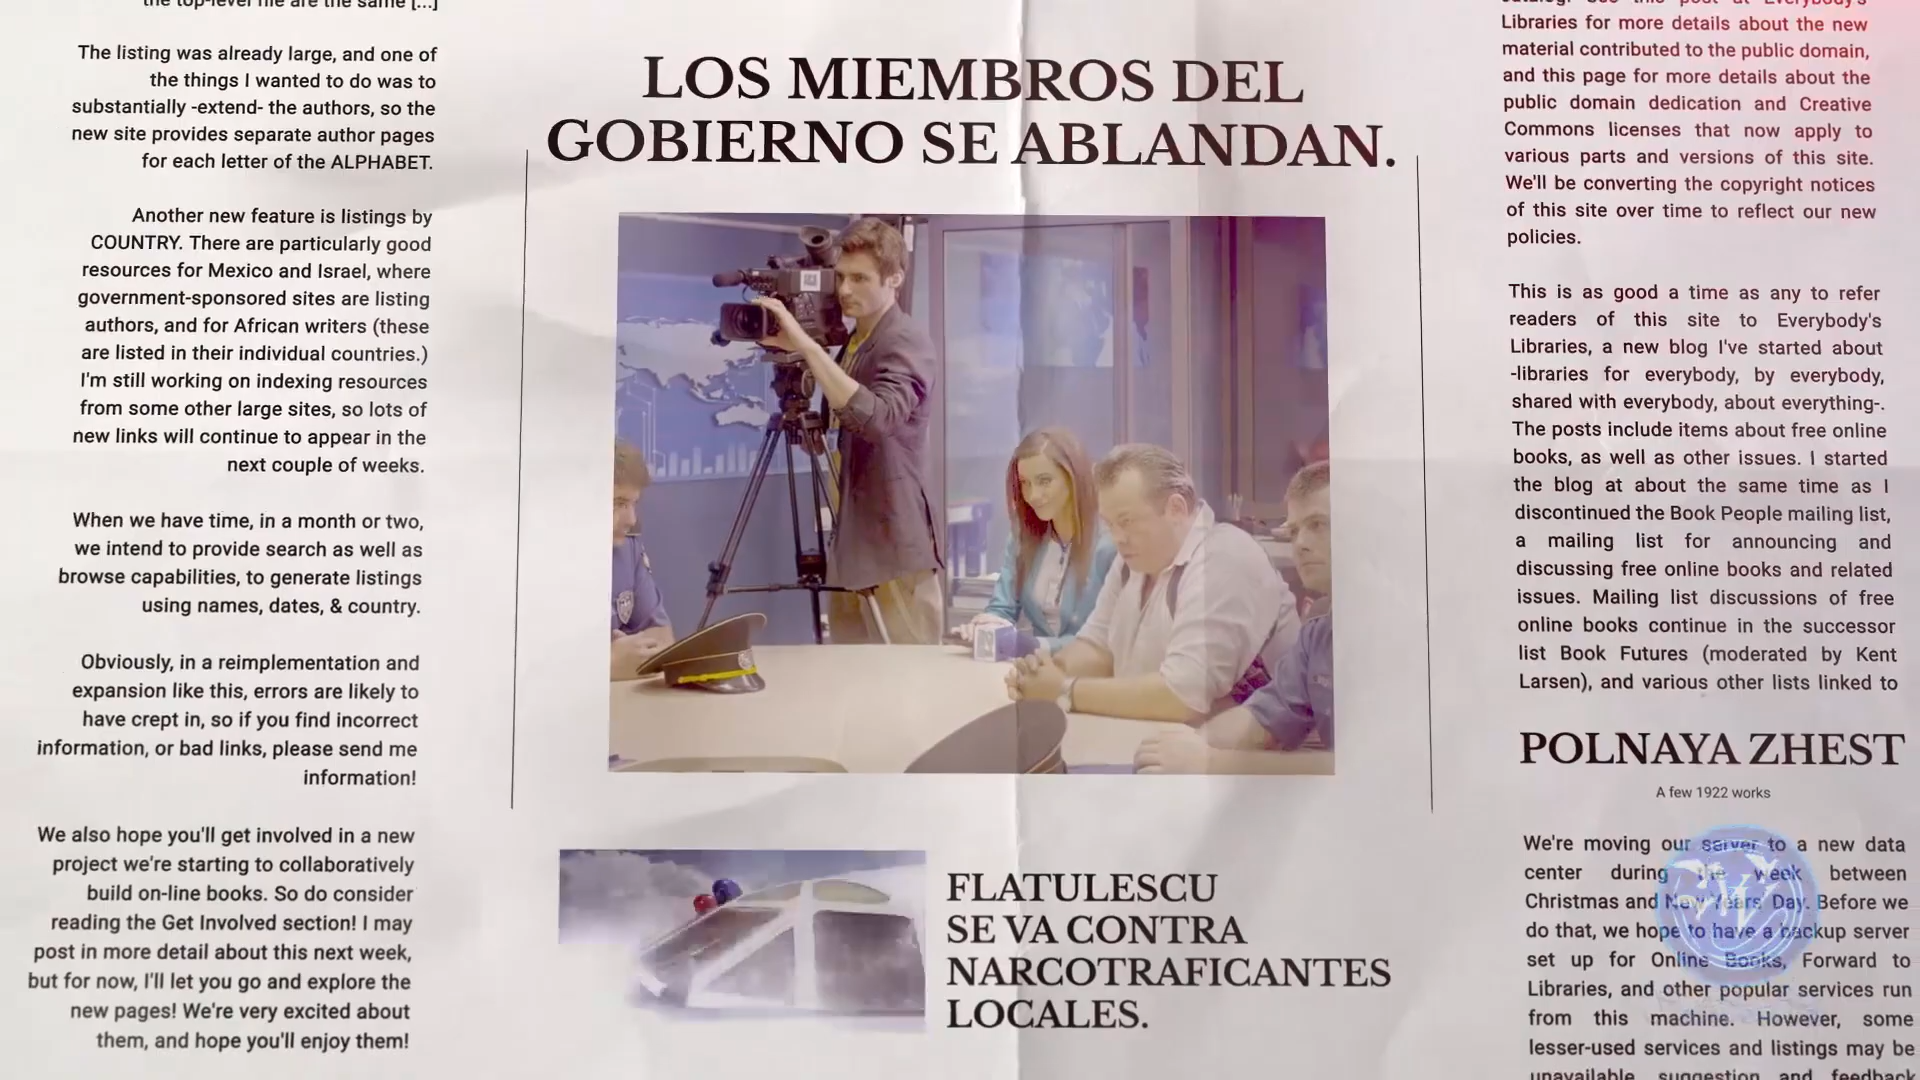 the top-level file are the same [...]
The listing was already large, and one of
the things I wanted to do was to
substantially -extend- the authors, so the
new site provides separate author pages
for each letter of the ALPHABET.
Another new feature is listings by
COUNTRY. There are particularly good
resources for Mexico and Israel, where
government-sponsored sites are listing
authors, and for African writers (these
are listed in their individual countries.)
I'm still working on indexing resources
from some other large sites, so lots of
new links will continue to appear in the
next couple of weeks.
When we have time, in a month or two,
we intend to provide search as well as
browse capabilities, to generate listings
using names, dates, & country.
Obviously, in a reimplementation and
expansion like this, errors are likely to
have crept in, so if you find incorrect
information, or bad links, please send me
information!
We also hope you'll get involved in a new
project we're starting to collaboratively
build on-line books. So do consider
reading the Get Involved section! I may
post in more detail about this next week,
but for now, I'll let you go and explore the
new pages! We're very excited about
them, and hope you'll enjoy them!
LOS MIEMBROS DEL
GOBIERNO SE ABLANDAN.
FLATULESCU
SE VA CONTRA
NARCOTRAFICANTES
LOCALES.
catalog. See this post at Everybody's
Libraries for more details about the new
material contributed to the public domain,
and this page for more details about the
public domain dedication and Creative
Commons licenses that now apply to
various parts and versions of this site.
We'll be converting the copyright notices
of this site over time to reflect our new
policies.
This is as good a time as any to refer
readers of this site to Everybody's
Libraries, a new blog I've started about
-libraries for everybody, by everybody,
shared with everybody, about everything-.
The posts include items about free online
books, as well as other issues. I started
the blog at about the same time as I
discontinued the Book People mailing list,
a mailing list for announcing and
discussing free online books and related
issues. Mailing list discussions of free
online books continue in the successor
list Book Futures (moderated by Kent
Larsen), and various other lists linked to
POLNAYA ZHEST
A few 1922 works
We're moving our server to a new data
center during the week between
Christmas and New Years' Day. Before we
do that, we hope to have a backup server
set up for Online Books, Forward to
Libraries, and other popular services run
from this machine. However, some
lesser-used services and listings may be
unavailable, suggestion and feedback